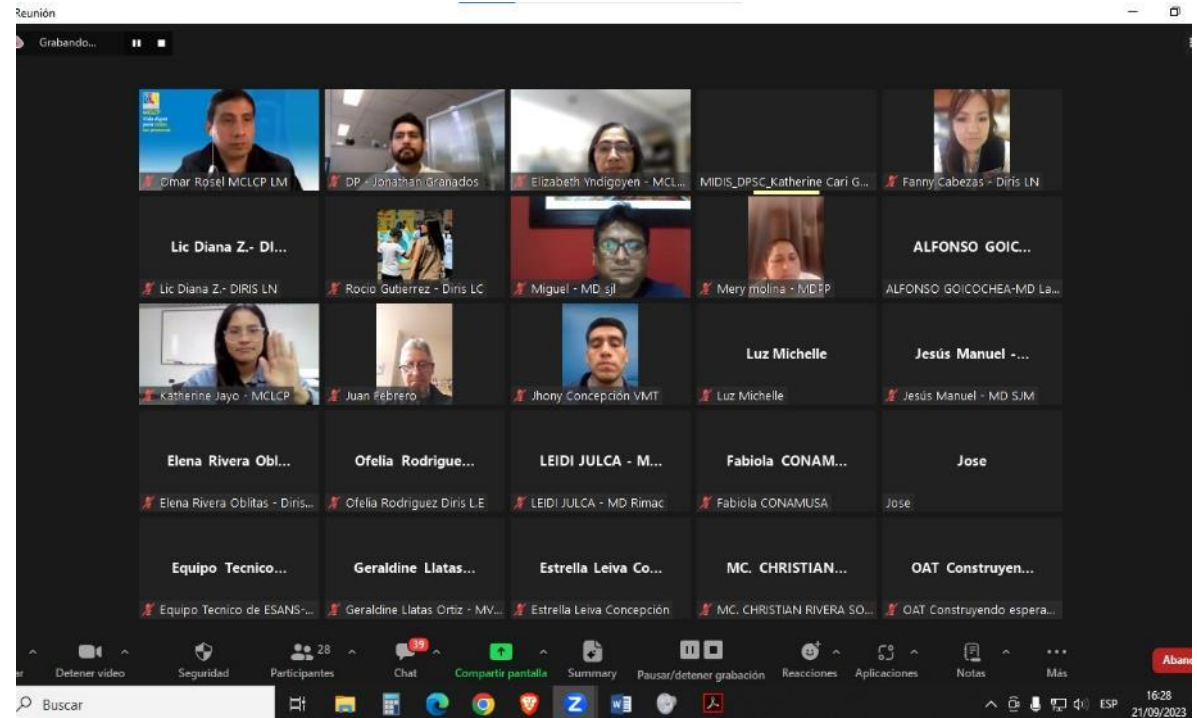 Reunión
Grabando...
MCLCP
Omar Rosel MCLCP LM
DP - Jonathan Granados
Elizabeth Yndigoyen - MCL...
MIDIS_DPSC_Katherine Cari G...
Fanny Cabezas - Diris LN
Lic Diana Z.- DI...
ALFONSO GOIC...
Lic Diana Z.- DIRIS LN
Rocio Gutierrez - Diris LC
Miguel - MD sjl
Mery molina - MDPP
ALFONSO GOICOCHEA-MD La...
Luz Michelle
Jesús Manuel -...
Katherine Jayo - MCLCP
Juan Febrero
Jhony Concepción VMT
Luz Michelle
Jesús Manuel - MD SJM
Elena Rivera Obl...
Ofelia Rodrigue...
LEIDI JULCA - M...
Fabiola CONAM...
Jose
Elena Rivera Oblitas - Diris...
Ofelia Rodriguez Diris L.E
LEIDI JULCA - MD Rimac
Fabiola CONAMUSA
Jose
Equipo Tecnico...
Geraldine Llatas...
Estrella Leiva Co...
MC. CHRISTIAN...
OAT Construyen...
Equipo Tecnico de ESANS-...
Geraldine Llatas Ortiz - MV...
Estrella Leiva Concepción
MC. CHRISTIAN RIVERA SO...
OAT Construyendo espera...
28
39
Detener video
Seguridad
Participantes
Chat
Compartir pantalla
Summary
Pausar/detener grabación
Reacciones
Aplicaciones
Notas
Más
Aband
Buscar
ESP
16:28
21/09/2023